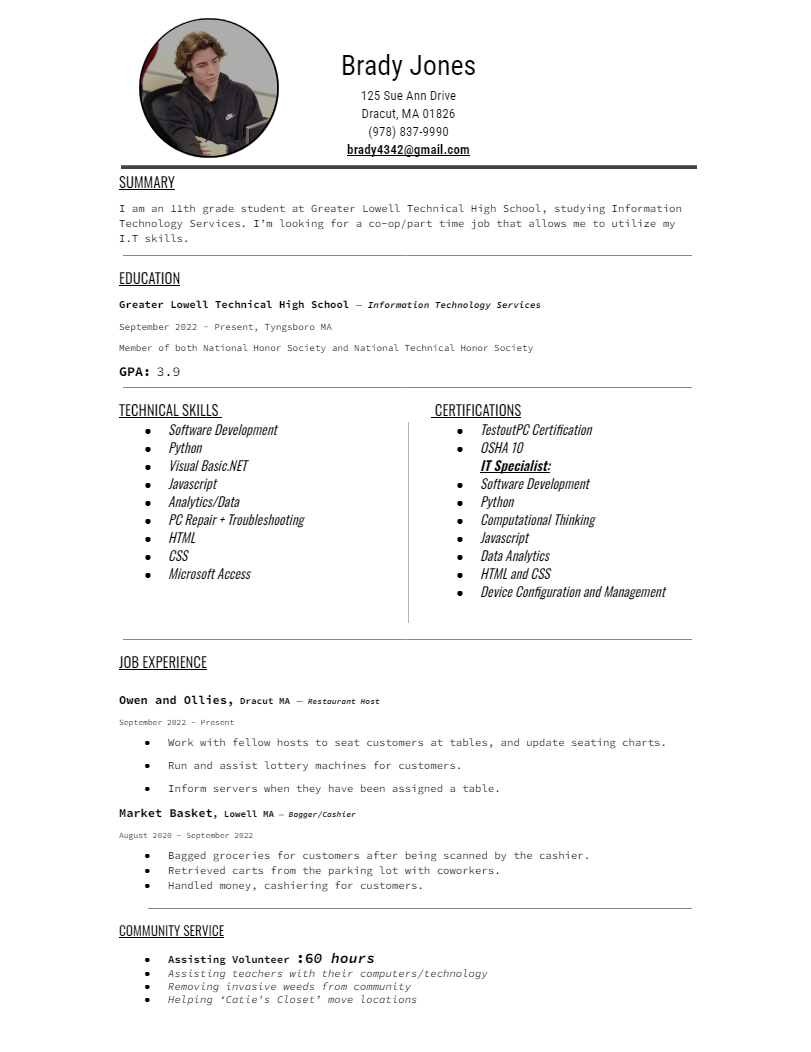 Brady Jones
125 Sue Ann Drive
Dracut, MA 01826
(978) 837-9990
brady4342@gmail.com
SUMMARY
I am an 11th grade student at Greater Lowell Technical High School, studying Information
Technology Services. I’m looking for a co-op/part time job that allows me to utilize my
I.T skills.
EDUCATION
Greater Lowell Technical High School — Information Technology Services
September 2022 - Present, Tyngsboro MA
Member of both National Honor Society and National Technical Honor Society
GPA: 3.9
TECHNICAL SKILLS
● Software Development
● Python
● Visual Basic.NET
● Javascript
● Analytics/Data
● PC Repair + Troubleshooting
● HTML
● CSS
● Microsoft Access
CERTIFICATIONS
● TestoutPC Certification
● OSHA 10
IT Specialist:
● Software Development
● Python
● Computational Thinking
● Javascript
● Data Analytics
● HTML and CSS
● Device Configuration and Management
JOB EXPERIENCE
Owen and Ollies, Dracut MA — Restaurant Host
September 2022 - Present
● Work with fellow hosts to seat customers at tables, and update seating charts.
● Run and assist lottery machines for customers.
● Inform servers when they have been assigned a table.
Market Basket, Lowell MA — Bagger/Cashier
August 2020 - September 2022
● Bagged groceries for customers after being scanned by the cashier.
● Retrieved carts from the parking lot with coworkers.
● Handled money, cashiering for customers.
COMMUNITY SERVICE
● Assisting Volunteer :60 hours
● Assisting teachers with their computers/technology
● Removing invasive weeds from community
● Helping ‘Catie's Closet’ move locations